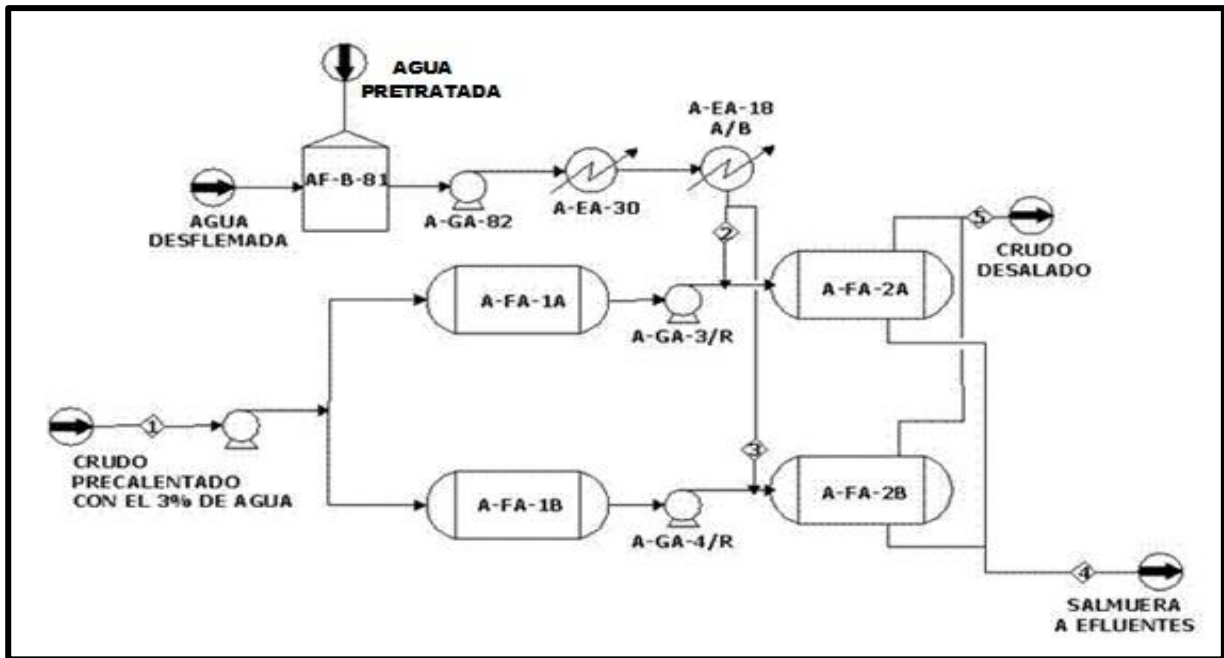 AGUA
PRETRATADA
A-EA-18
A/B
AF-B-81
AGUA
DESFLEMADA
A-GA-82
A-EA-30
2
5
CRUDO
DESALADO
A-FA-1A
A-FA-2A
A-GA-3/R
1
CRUDO
PRECALENTADO
CON EL 3% DE AGUA
3
A-FA-1B
A-FA-2B
A-GA-4/R
4
SALMUERA
A EFLUENTES